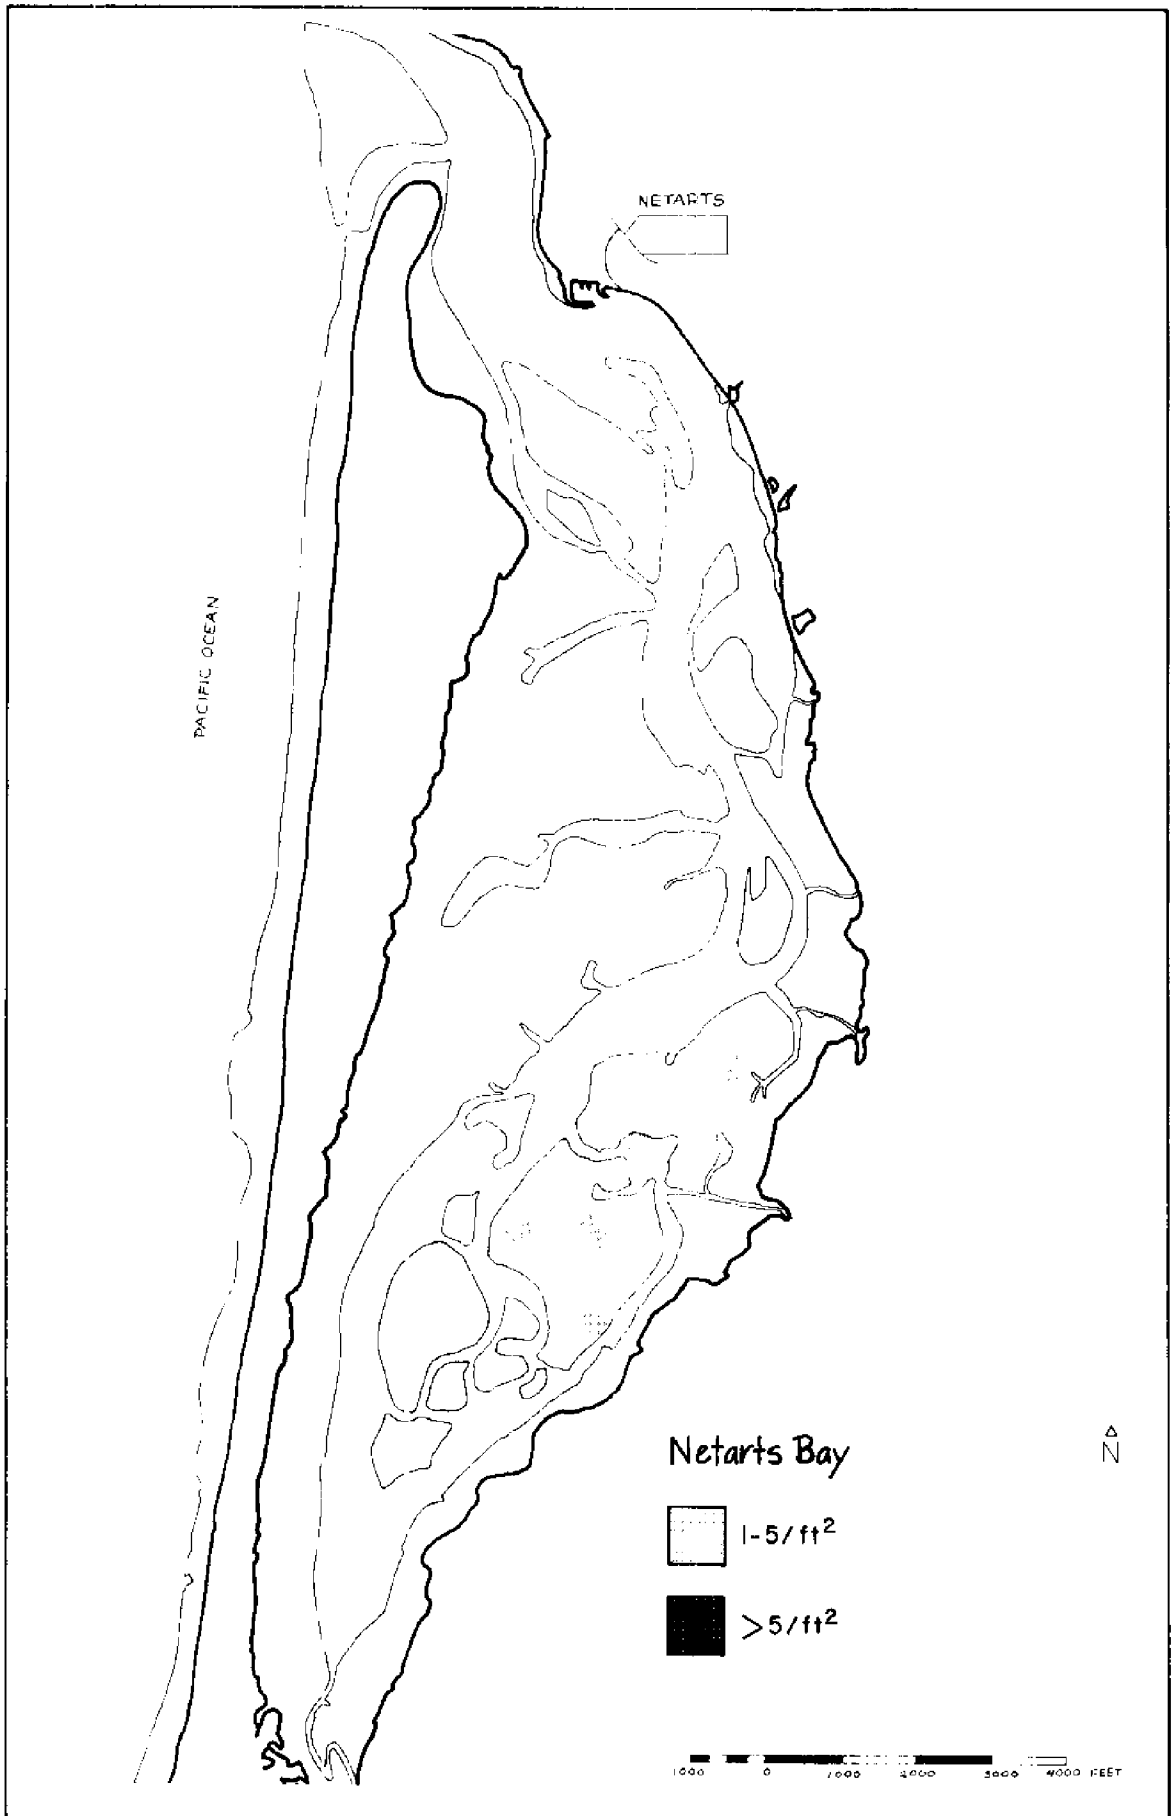 NETARTS
PACIFIC OCEAN
Netarts Bay
N
1-5/ft²
>5/ft²
1000 0 1000 2000 3000 4000 FEET